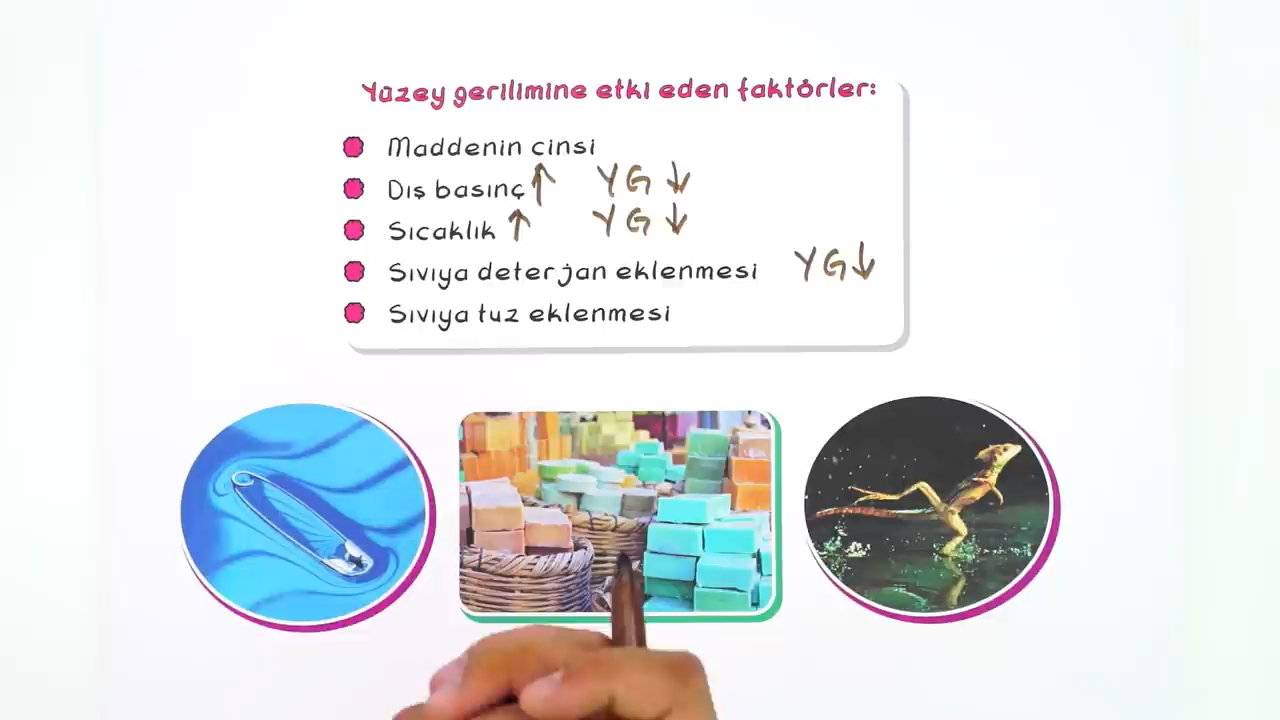 Yüzey gerilimine etki eden faktörler:
Maddenin cinsi
Dış basınç ↑ YG ↓
Sıcaklık ↑ YG ↓
Sıvıya deterjan eklenmesi YG ↓
Sıvıya tuz eklenmesi